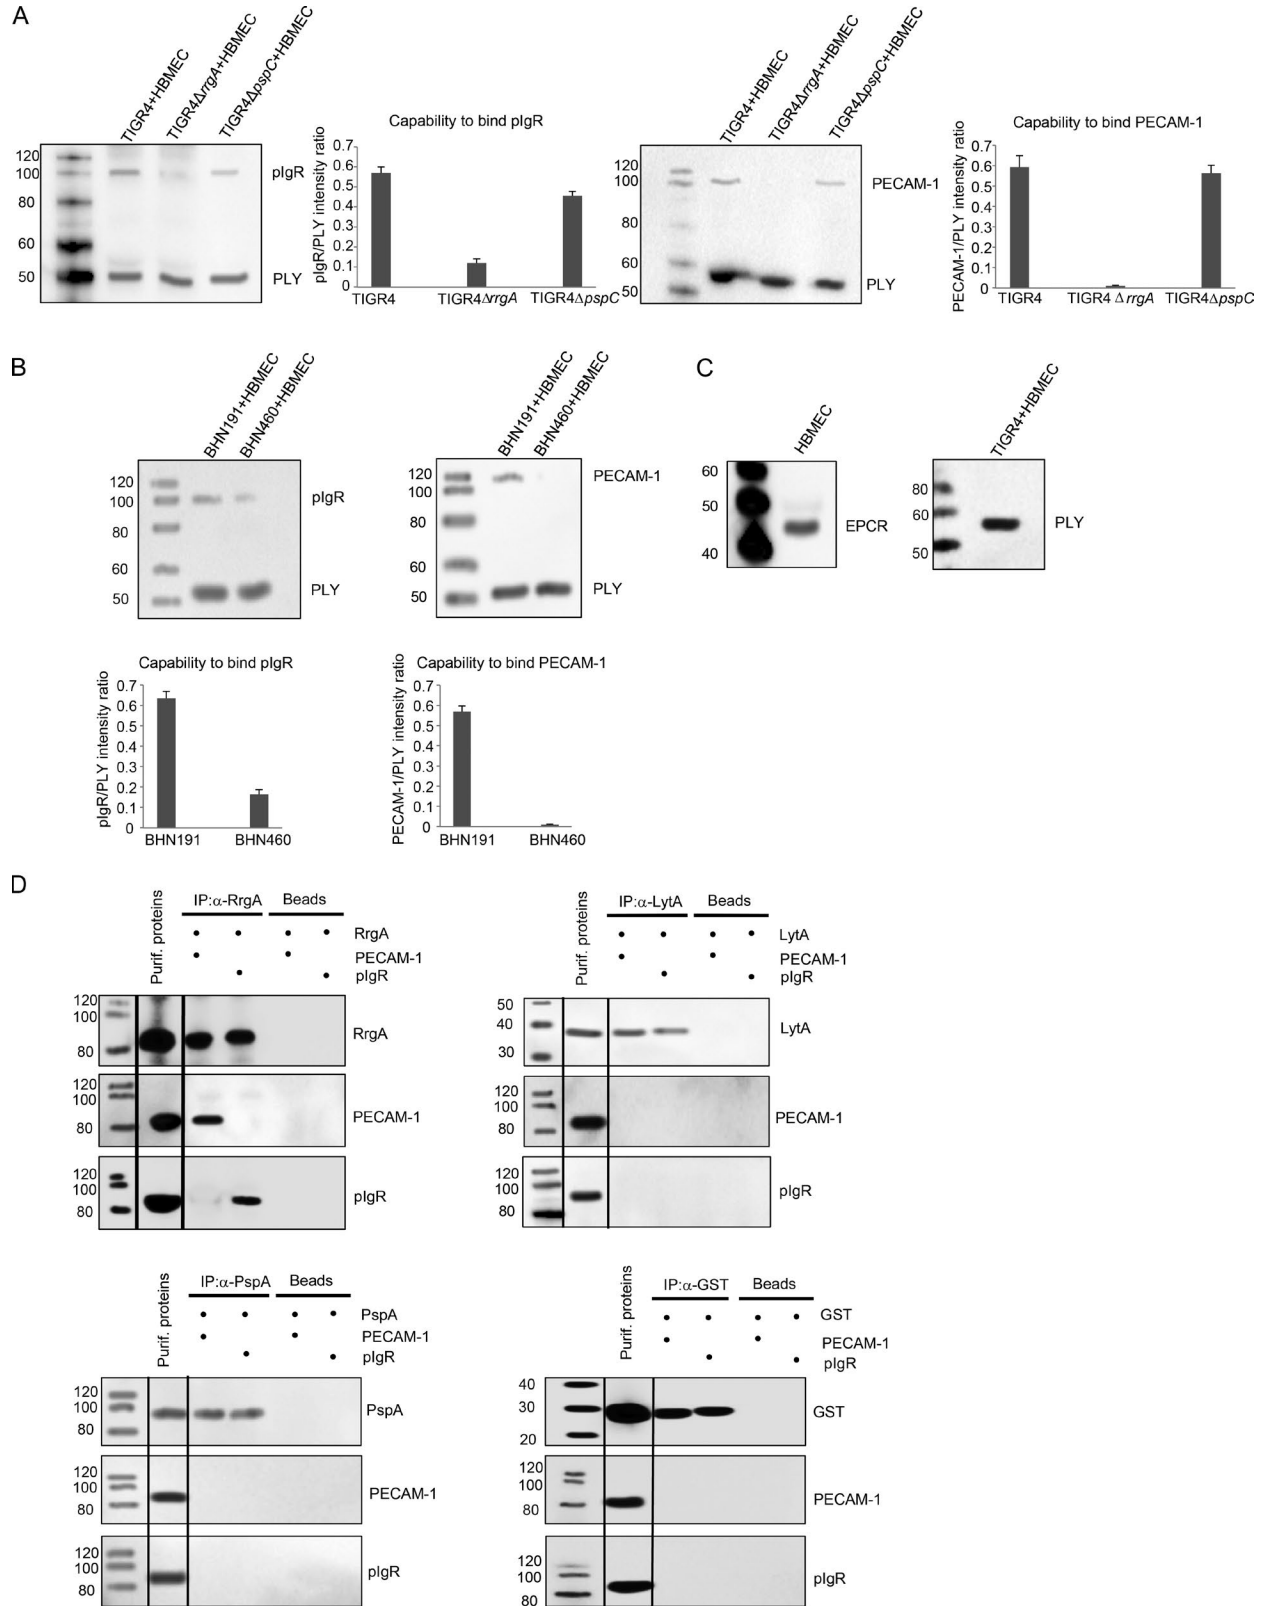 A
TIGR4+HBMEC
TIGR4ΔrrgA+HBMEC
TIGR4ΔpspC+HBMEC
120
100
80
60
50
pIgR
PLY
Capability to bind pIgR
pIgR/PLY intensity ratio
0.7
0.6
0.5
0.4
0.3
0.2
0.1
0
TIGR4
TIGR4ΔrrgA
TIGR4ΔpspC
TIGR4+HBMEC
TIGR4ΔrrgA+HBMEC
TIGR4ΔpspC+HBMEC
120
100
80
60
50
PECAM-1
PLY
Capability to bind PECAM-1
PECAM-1/PLY intensity ratio
0.7
0.6
0.5
0.4
0.3
0.2
0.1
0
TIGR4
TIGR4 ΔrrgA
TIGR4ΔpspC
B
BHN191+HBMEC
BHN460+HBMEC
120
100
80
60
50
pIgR
PLY
BHN191+HBMEC
BHN460+HBMEC
120
100
80
60
50
PECAM-1
PLY
Capability to bind pIgR
pIgR/PLY intensity ratio
0.7
0.6
0.5
0.4
0.3
0.2
0.1
0
BHN191
BHN460
Capability to bind PECAM-1
PECAM-1/PLY intensity ratio
0.7
0.6
0.5
0.4
0.3
0.2
0.1
0
BHN191
BHN460
C
HBMEC
60
50
40
EPCR
TIGR4+HBMEC
80
60
50
PLY
D
Purif. proteins
IP:α-RrgA
Beads
RrgA
PECAM-1
pIgR
120
100
80
RrgA
120
100
80
PECAM-1
120
100
80
pIgR
Purif. proteins
IP:α-LytA
Beads
LytA
PECAM-1
pIgR
50
40
30
LytA
120
100
80
PECAM-1
120
100
80
pIgR
Purif. proteins
IP:α-PspA
Beads
PspA
PECAM-1
pIgR
120
100
80
PspA
120
100
80
PECAM-1
120
100
80
pIgR
Purif. proteins
IP:α-GST
Beads
GST
PECAM-1
pIgR
40
30
20
GST
120
100
80
PECAM-1
120
100
80
pIgR